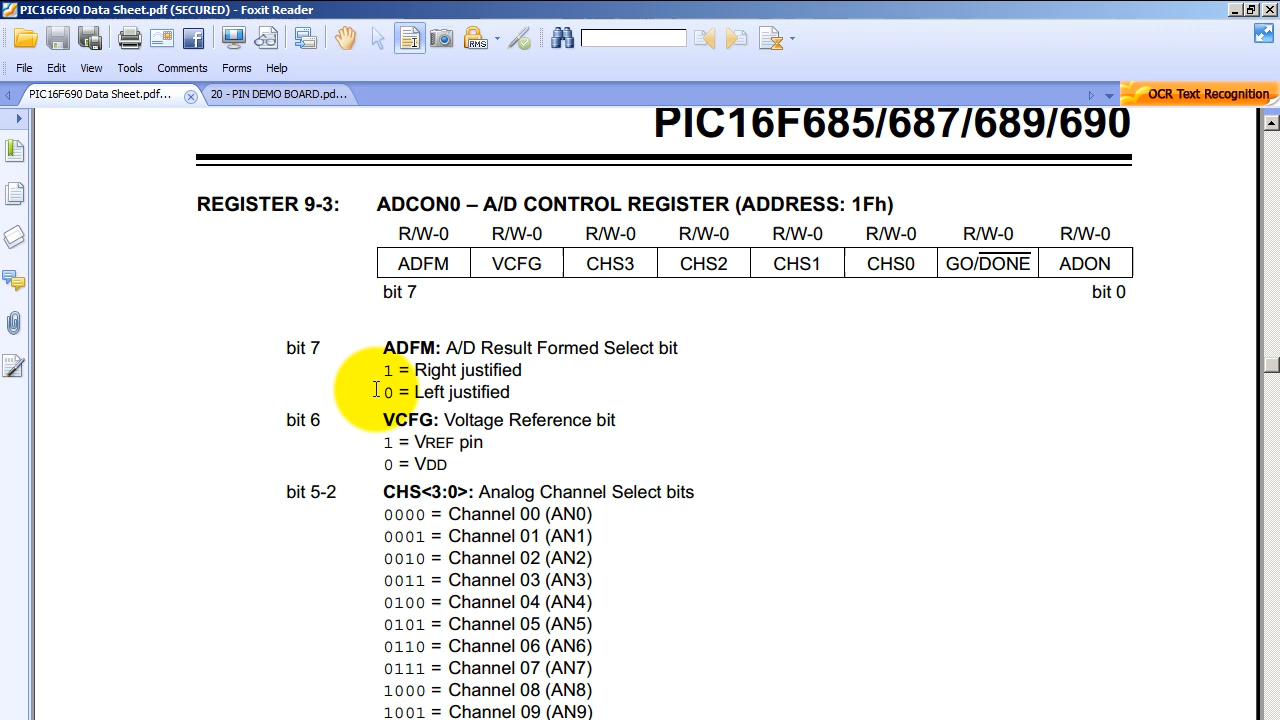 PIC16F690 Data Sheet.pdf (SECURED) - Foxit Reader
RMS
File Edit View Tools Comments Forms Help
PIC16F690 Data Sheet.pdf... 20 - PIN DEMO BOARD.pd... OCR Text Recognition
PIC16F685/687/689/690
REGISTER 9-3: ADCON0 – A/D CONTROL REGISTER (ADDRESS: 1Fh)
R/W-0 R/W-0 R/W-0 R/W-0 R/W-0 R/W-0 R/W-0 R/W-0
ADFM VCFG CHS3 CHS2 CHS1 CHS0 GO/DONE ADON
bit 7 bit 0
bit 7 ADFM: A/D Result Formed Select bit
1 = Right justified
0 = Left justified
bit 6 VCFG: Voltage Reference bit
1 = VREF pin
0 = VDD
bit 5-2 CHS<3:0>: Analog Channel Select bits
0000 = Channel 00 (AN0)
0001 = Channel 01 (AN1)
0010 = Channel 02 (AN2)
0011 = Channel 03 (AN3)
0100 = Channel 04 (AN4)
0101 = Channel 05 (AN5)
0110 = Channel 06 (AN6)
0111 = Channel 07 (AN7)
1000 = Channel 08 (AN8)
1001 = Channel 09 (AN9)